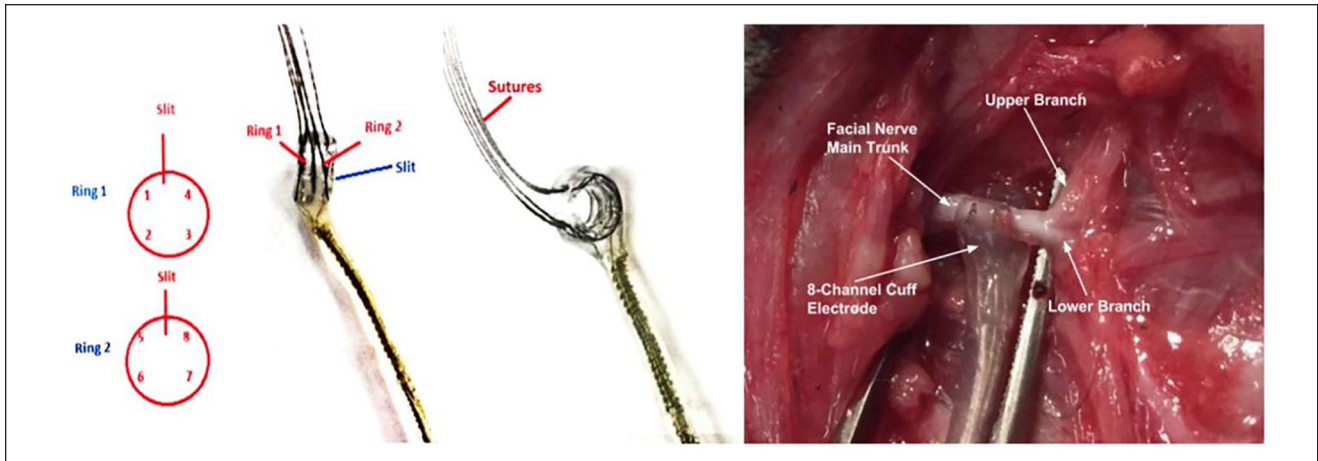 Slit
Ring 1
1 4
2 3
Slit
Ring 2
5 8
6 7
Ring 1
Ring 2
Slit
Sutures
Upper Branch
Facial Nerve
Main Trunk
8-Channel Cuff
Electrode
Lower Branch